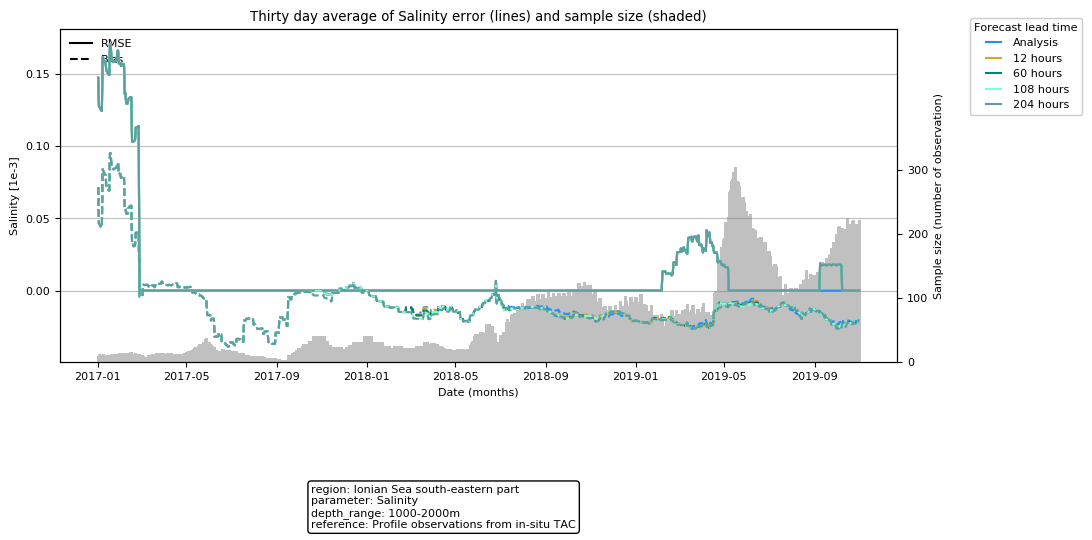 Thirty day average of Salinity error (lines) and sample size (shaded)
RMSE
Bias
0.15
0.10
0.05
0.00
Salinity [1e-3]
300
200
100
0
Sample size (number of observation)
2017-01 2017-05 2017-09 2018-01 2018-05 2018-09 2019-01 2019-05 2019-09
Date (months)
Forecast lead time
Analysis
12 hours
60 hours
108 hours
204 hours
region: Ionian Sea south-eastern part
parameter: Salinity
depth_range: 1000-2000m
reference: Profile observations from in-situ TAC